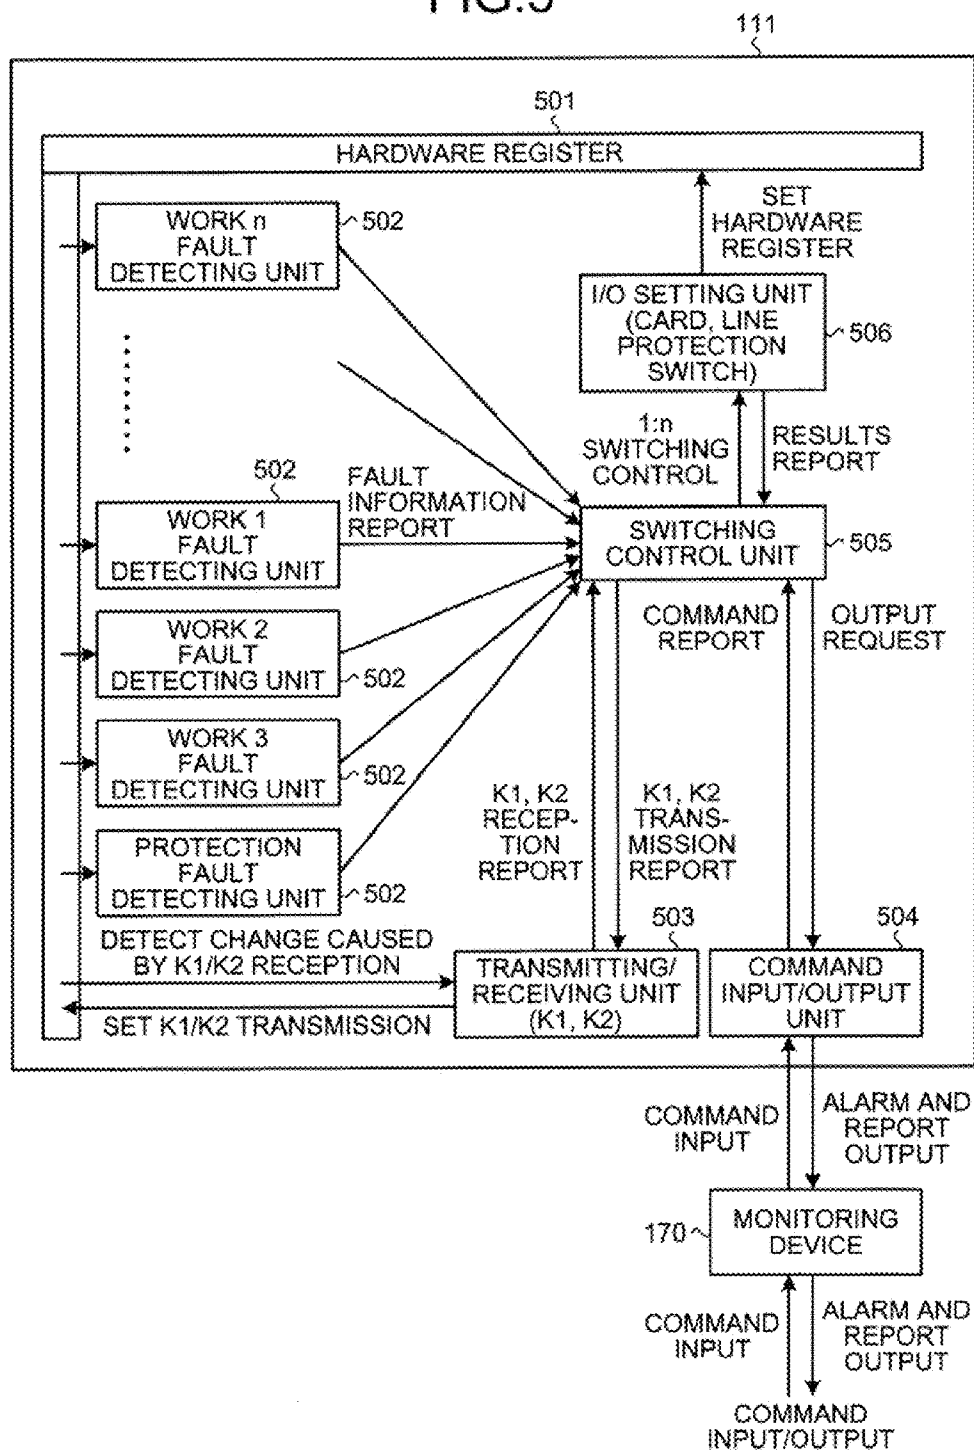 FIG.5
111
501
HARDWARE REGISTER
WORK n
FAULT
DETECTING UNIT
502
SET
HARDWARE
REGISTER
I/O SETTING UNIT
(CARD, LINE
PROTECTION
SWITCH)
506
1:n
SWITCHING
CONTROL
RESULTS
REPORT
502
WORK 1
FAULT
DETECTING UNIT
FAULT
INFORMATION
REPORT
SWITCHING
CONTROL UNIT
505
WORK 2
FAULT
DETECTING UNIT
502
COMMAND
REPORT
OUTPUT
REQUEST
WORK 3
FAULT
DETECTING UNIT
502
K1, K2
RECEP-
TION
REPORT
K1, K2
TRANS-
MISSION
REPORT
PROTECTION
FAULT
DETECTING UNIT
502
DETECT CHANGE CAUSED
BY K1/K2 RECEPTION
SET K1/K2 TRANSMISSION
503
TRANSMITTING/
RECEIVING UNIT
(K1, K2)
504
COMMAND
INPUT/OUTPUT
UNIT
COMMAND
INPUT
ALARM AND
REPORT
OUTPUT
170
MONITORING
DEVICE
COMMAND
INPUT
ALARM AND
REPORT
OUTPUT
COMMAND
INPUT/OUTPUT